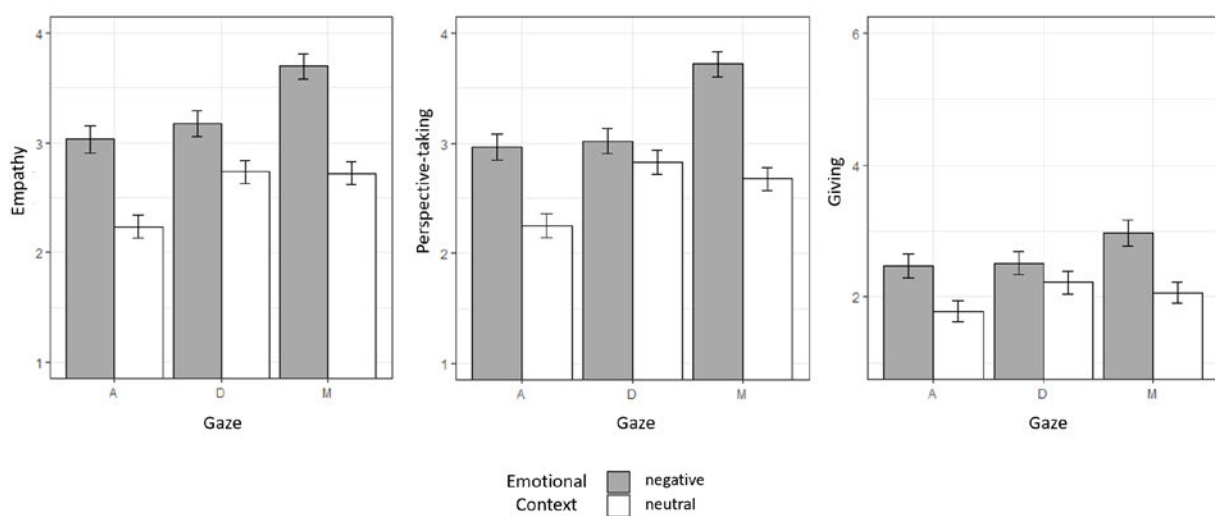 Empathy
4
3
2
1
A D M
Gaze
Perspective-taking
4
3
2
1
A D M
Gaze
Giving
6
4
2
A D M
Gaze
Emotional
Context
negative
neutral